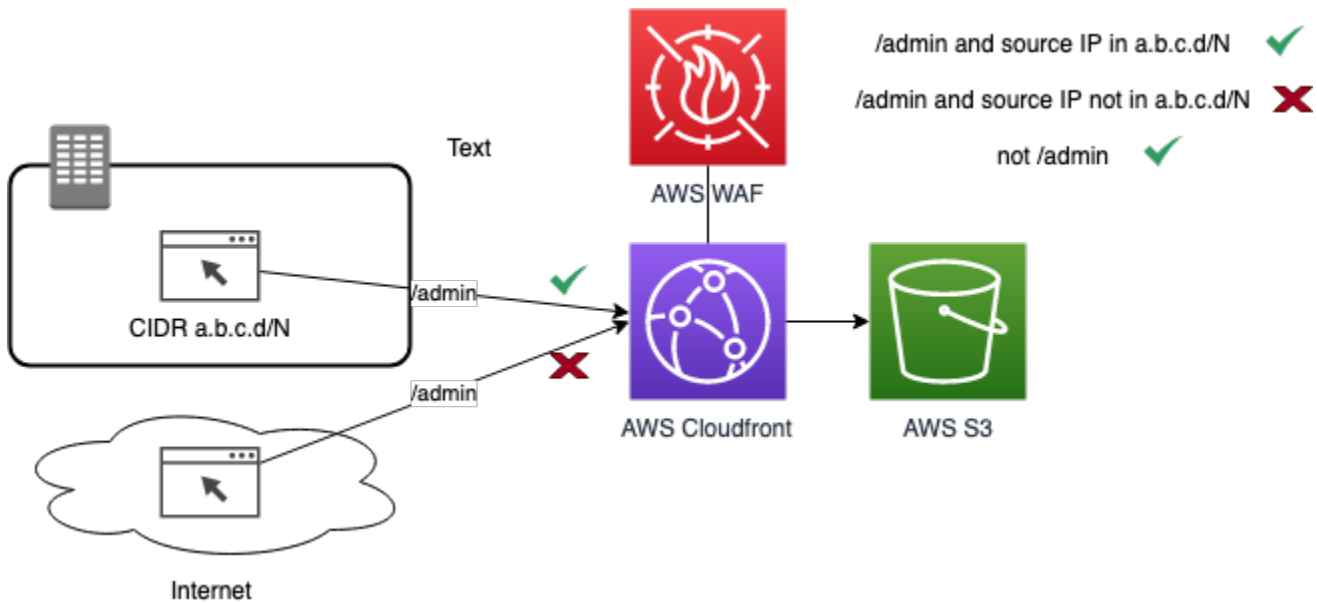 /admin and source IP in a.b.c.d/N
/admin and source IP not in a.b.c.d/N
not /admin
Text
AWS WAF
/admin
CIDR a.b.c.d/N
/admin
AWS Cloudfront
AWS S3
Internet